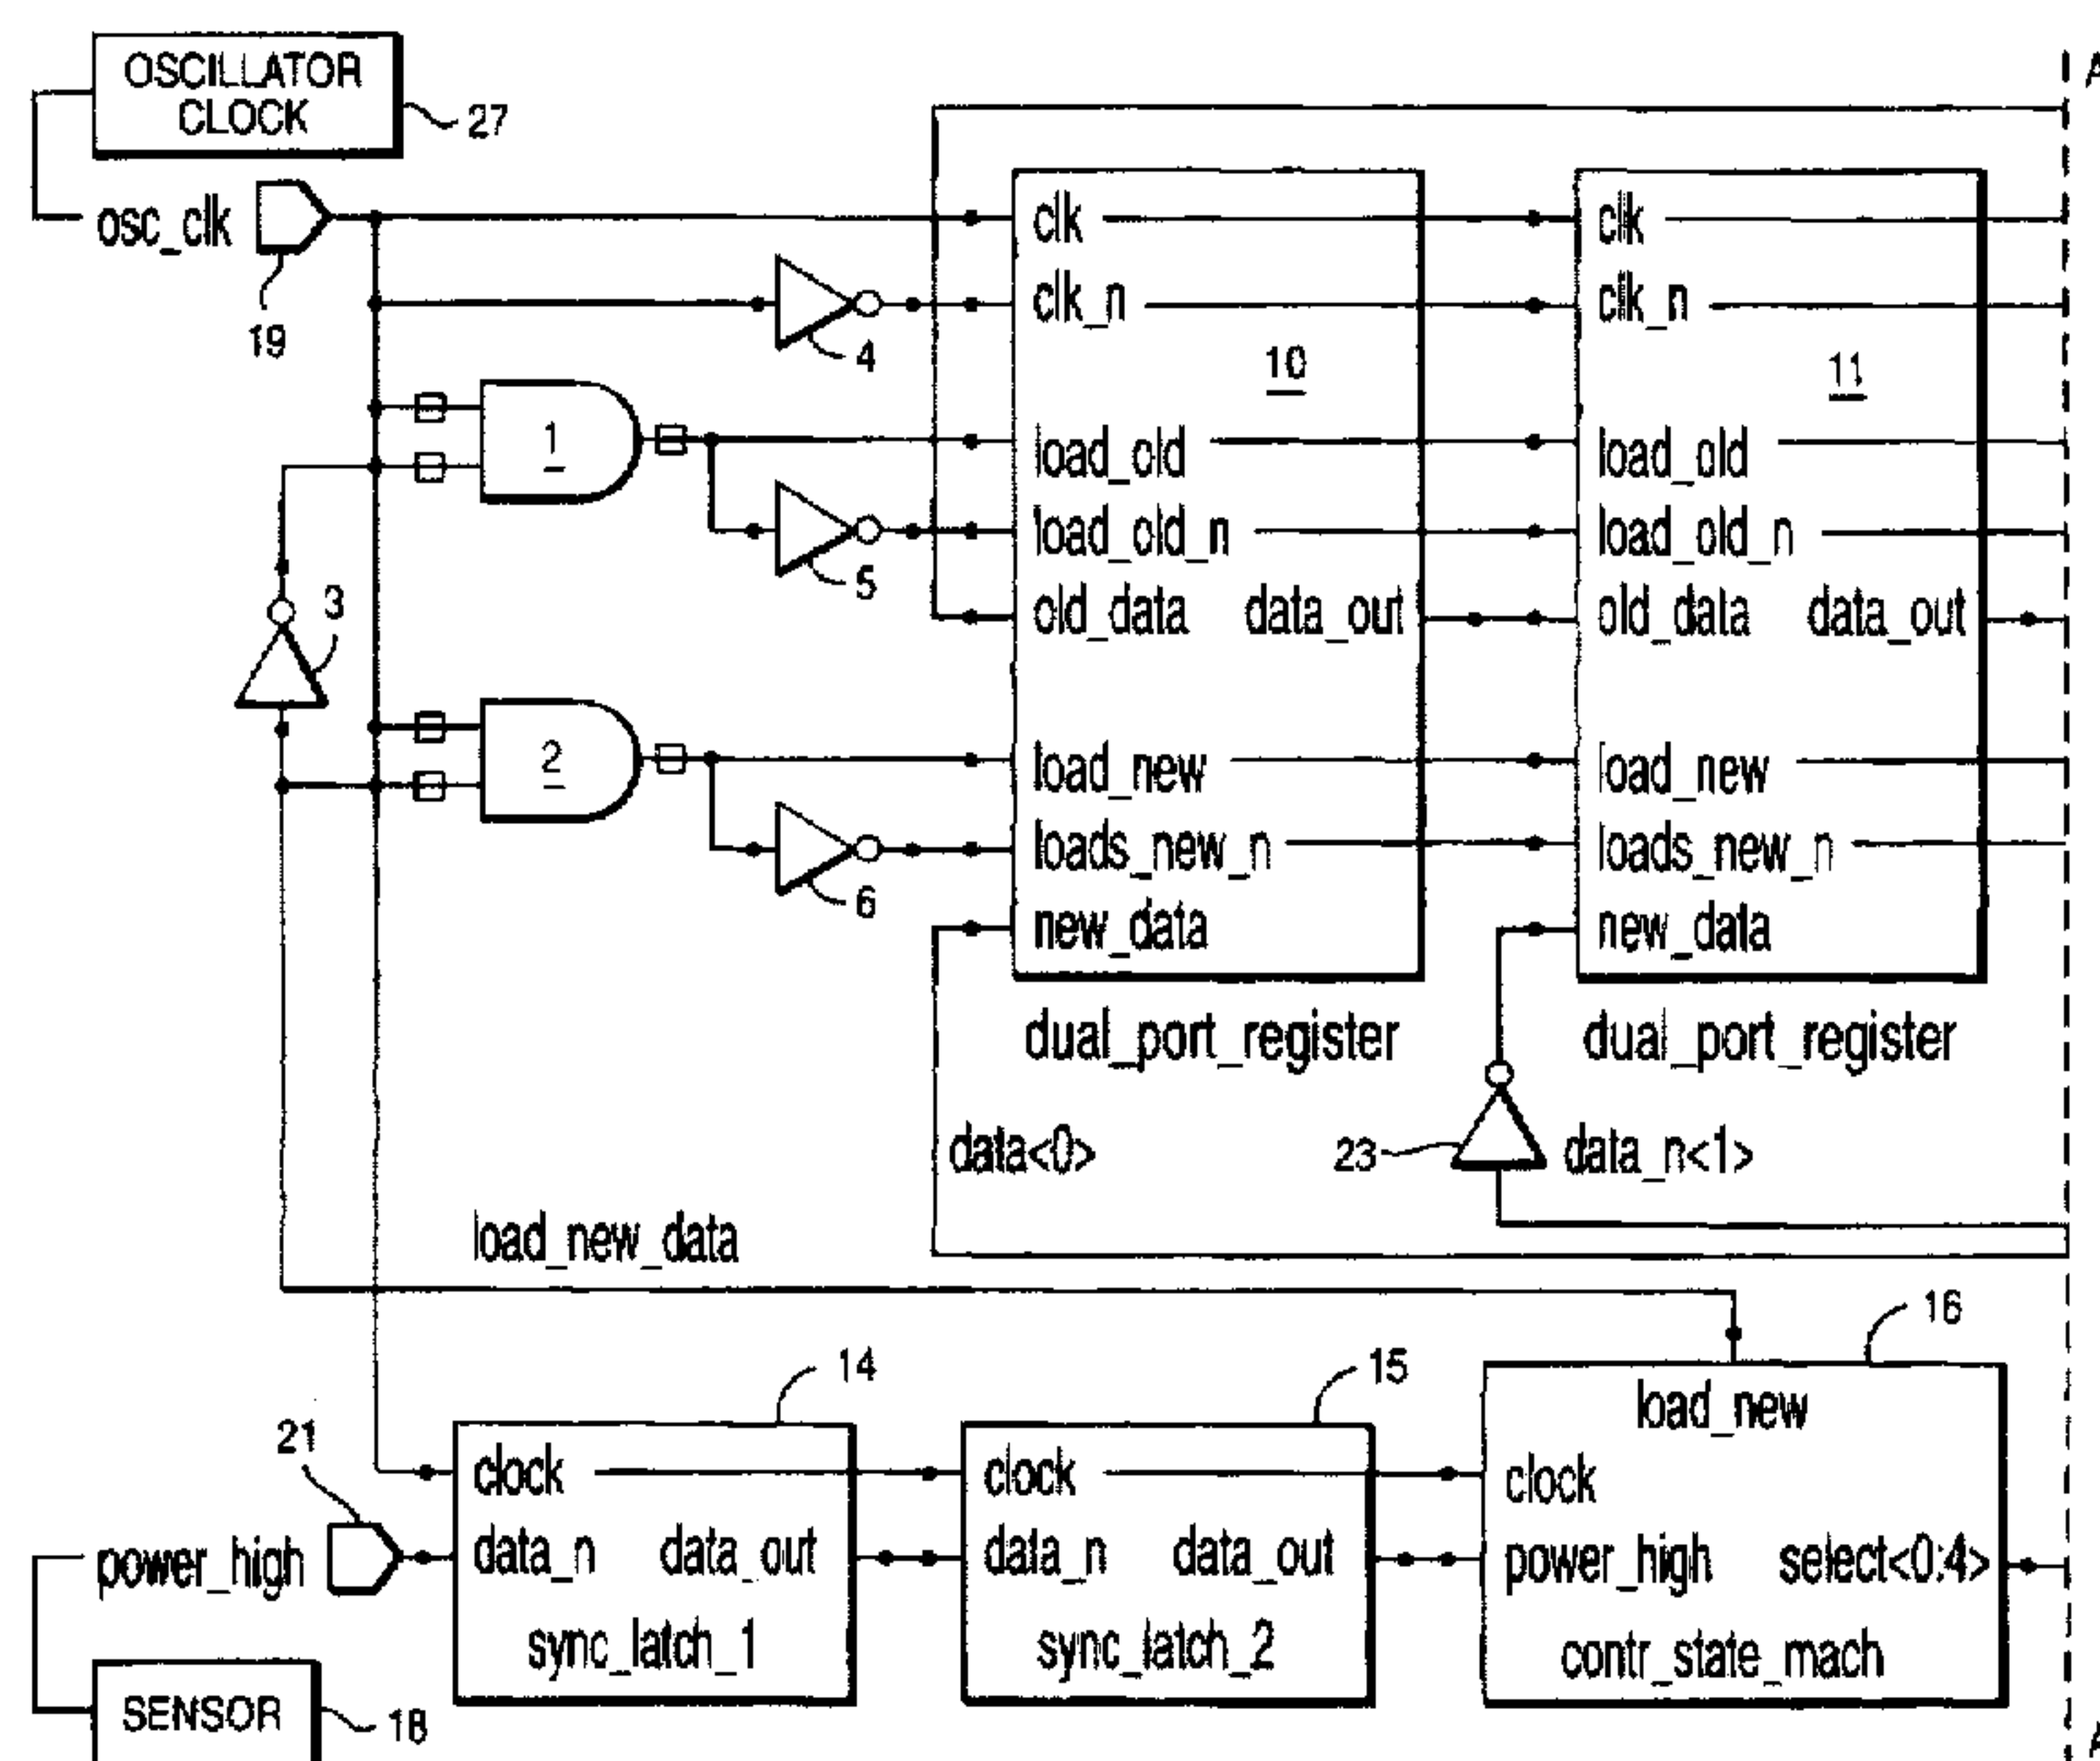 OSCILLATOR
CLOCK
27
A
osc_clk
19
4
1
5
3
2
6
clk
clk_n
10
load_old
load_old_n
old_data data_out
load_new
loads_new_n
new_data
dual_port_register
clk
clk_n
11
load_old
load_old_n
old_data data_out
load_new
loads_new_n
new_data
dual_port_register
data<0>
23
data_n<1>
load_new_data
14
15
16
21
power_high
clock
data_n data_out
sync_latch_1
clock
data_n data_out
sync_latch_2
load_new
clock
power_high select<0:4>
contr_state_mach
SENSOR
18
A